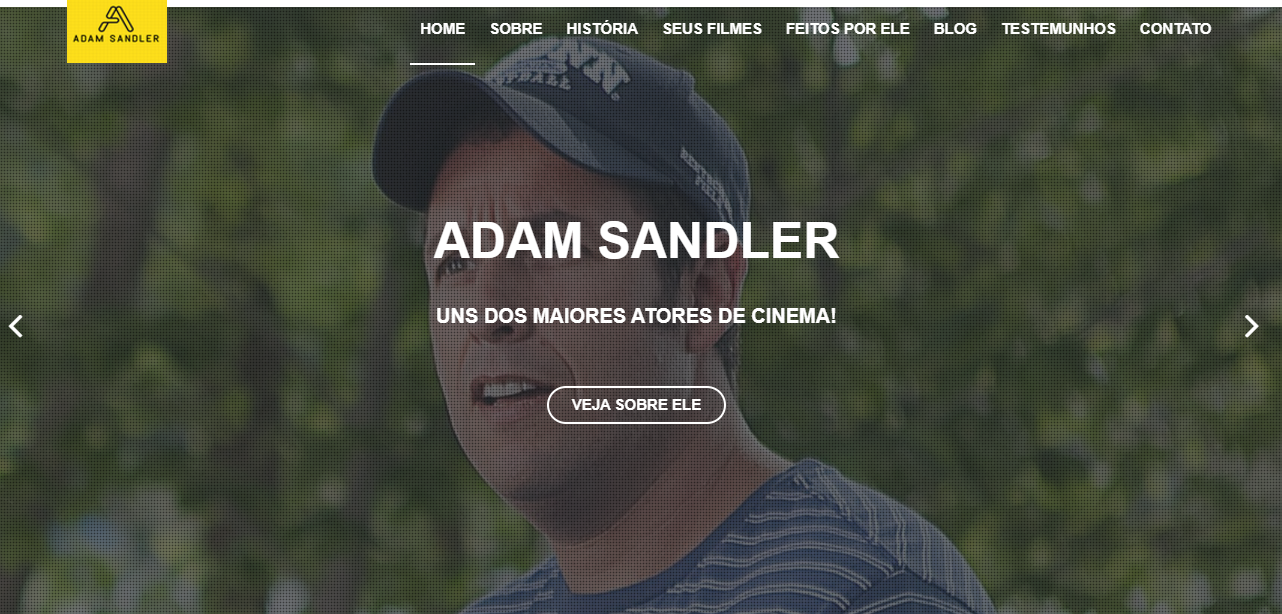 ADAM SANDLER
HOME SOBRE HISTÓRIA SEUS FILMES FEITOS POR ELE BLOG TESTEMUNHOS CONTATO
ADAM SANDLER
UNS DOS MAIORES ATORES DE CINEMA!
VEJA SOBRE ELE